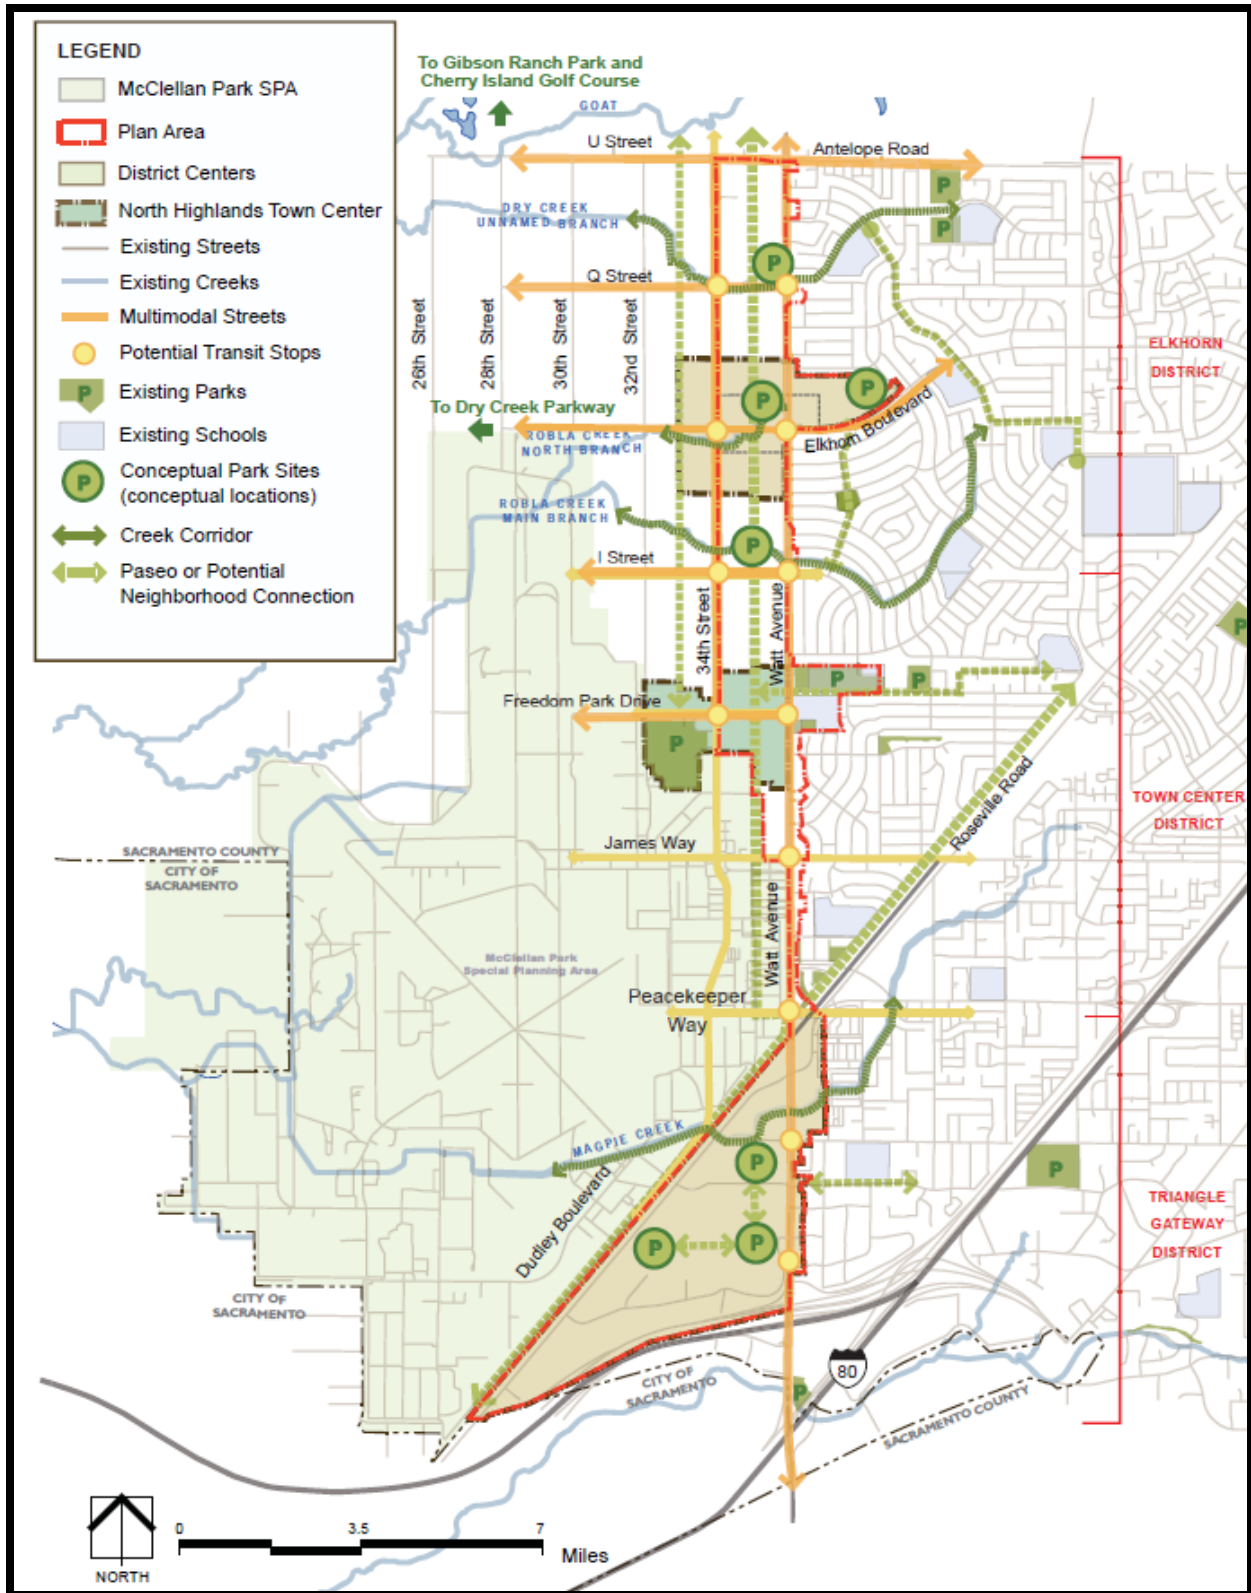 LEGEND
McClellan Park SPA
Plan Area
District Centers
North Highlands Town Center
Existing Streets
Existing Creeks
Multimodal Streets
Potential Transit Stops
P
Existing Parks
Existing Schools
P
Conceptual Park Sites
(conceptual locations)
Creek Corridor
Paseo or Potential
Neighborhood Connection
To Gibson Ranch Park and
Cherry Island Golf Course
GOAT
U Street
Antelope Road
P
DRY CREEK
UNNAMED BRANCH
P
P
Q Street
26th Street
28th Street
30th Street
32nd Street
ELKHORN
DISTRICT
P
P
To Dry Creek Parkway
Elkhorn Boulevard
ROBLA CREEK
NORTH BRANCH
ROBLA CREEK
MAIN BRANCH
P
I Street
34th Street
Watt Avenue
P
P
P
Freedom Park Drive
P
Roseville Road
TOWN CENTER
DISTRICT
James Way
SACRAMENTO COUNTY
CITY OF
SACRAMENTO
Watt Avenue
McClellan Park
Special Planning Area
Peacekeeper
Way
MAGPIE CREEK
P
P
Dudley Boulevard
P
P
TRIANGLE
GATEWAY
DISTRICT
CITY OF
SACRAMENTO
80
CITY OF
SACRAMENTO
P
SACRAMENTO COUNTY
NORTH
0 3.5 7
Miles